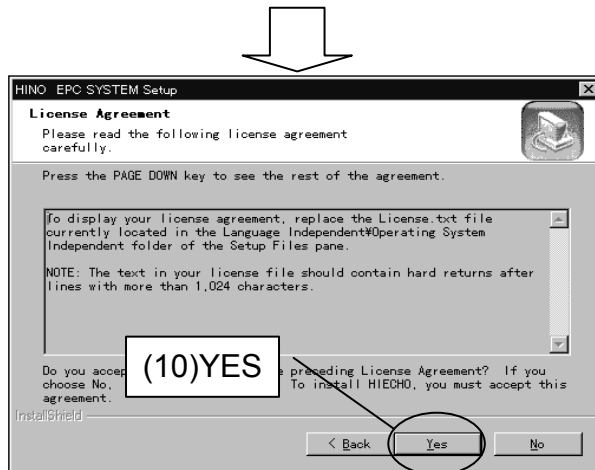 HINO EPC SYSTEM Setup
License Agreement
Please read the following license agreement
carefully.
Press the PAGE DOWN key to see the rest of the agreement.
To display your license agreement, replace the License.txt file
currently located in the Language Independent¥Operating System
Independent folder of the Setup Files pane.
NOTE: The text in your license file should contain hard returns after
lines with more than 1,024 characters.
(10)YES
Do you accep preceding License Agreement? If you
choose No, To install HIECHO, you must accept this
agreement.
InstallShield
< Back Yes No